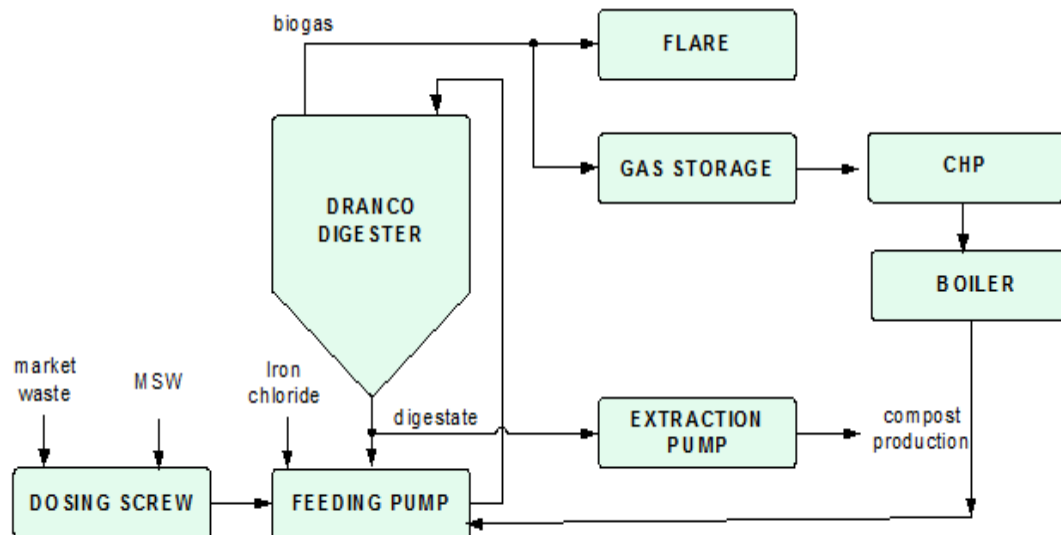 biogas
FLARE
GAS STORAGE
CHP
DRANCO
DIGESTER
BOILER
market
waste
MSW
Iron
chloride
digestate
EXTRACTION
PUMP
compost
production
DOSING SCREW
FEEDING PUMP